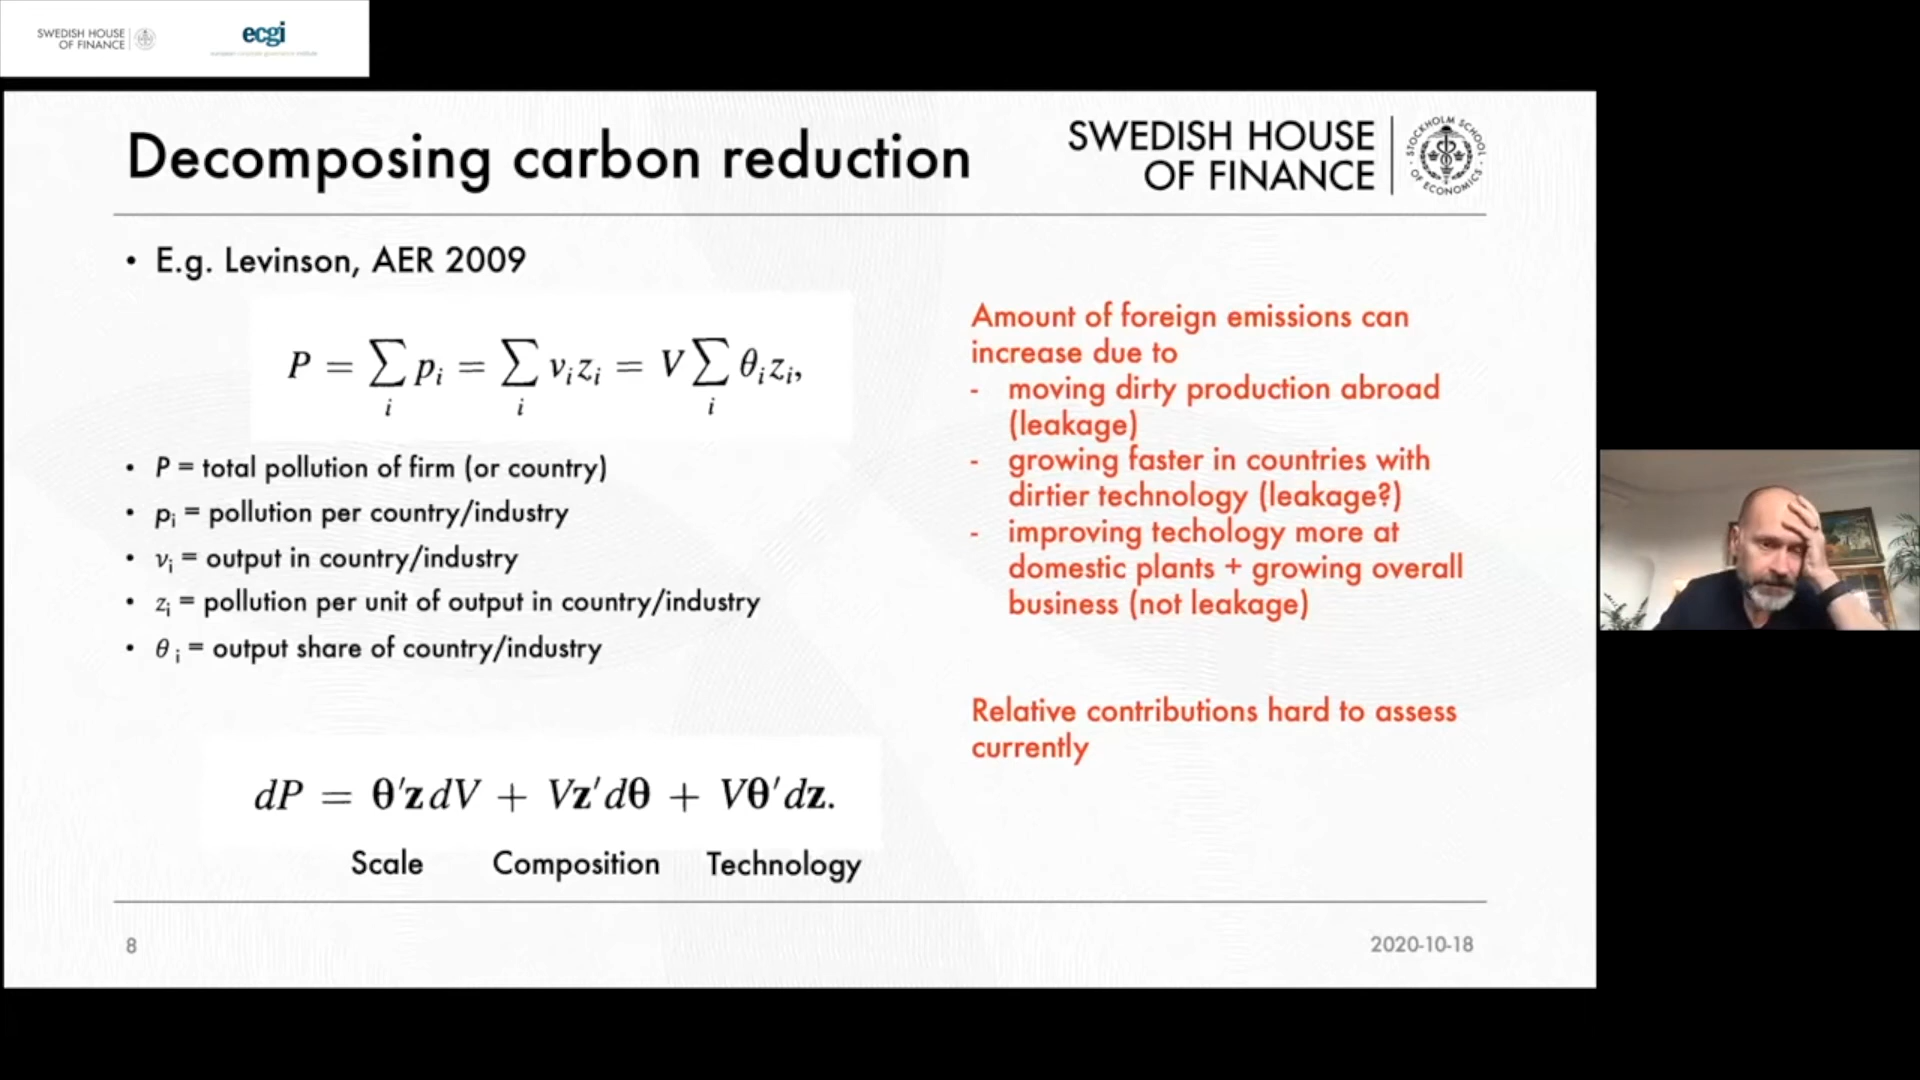 SWEDISH HOUSE
OF FINANCE
ecgi
Decomposing carbon reduction
SWEDISH HOUSE
OF FINANCE
STOCKHOLM SCHOOL
OF ECONOMICS
• E.g. Levinson, AER 2009
P = ∑ pᵢ = ∑ vᵢzᵢ = V∑ θᵢzᵢ,
i i i
• P = total pollution of firm (or country)
• pᵢ = pollution per country/industry
• vᵢ = output in country/industry
• zᵢ = pollution per unit of output in country/industry
• θ ᵢ = output share of country/industry
dP = θ′z dV + Vz′dθ + Vθ′dz.
Scale Composition Technology
Amount of foreign emissions can
increase due to
- moving dirty production abroad
(leakage)
- growing faster in countries with
dirtier technology (leakage?)
- improving techology more at
domestic plants + growing overall
business (not leakage)
Relative contributions hard to assess
currently
8
2020-10-18